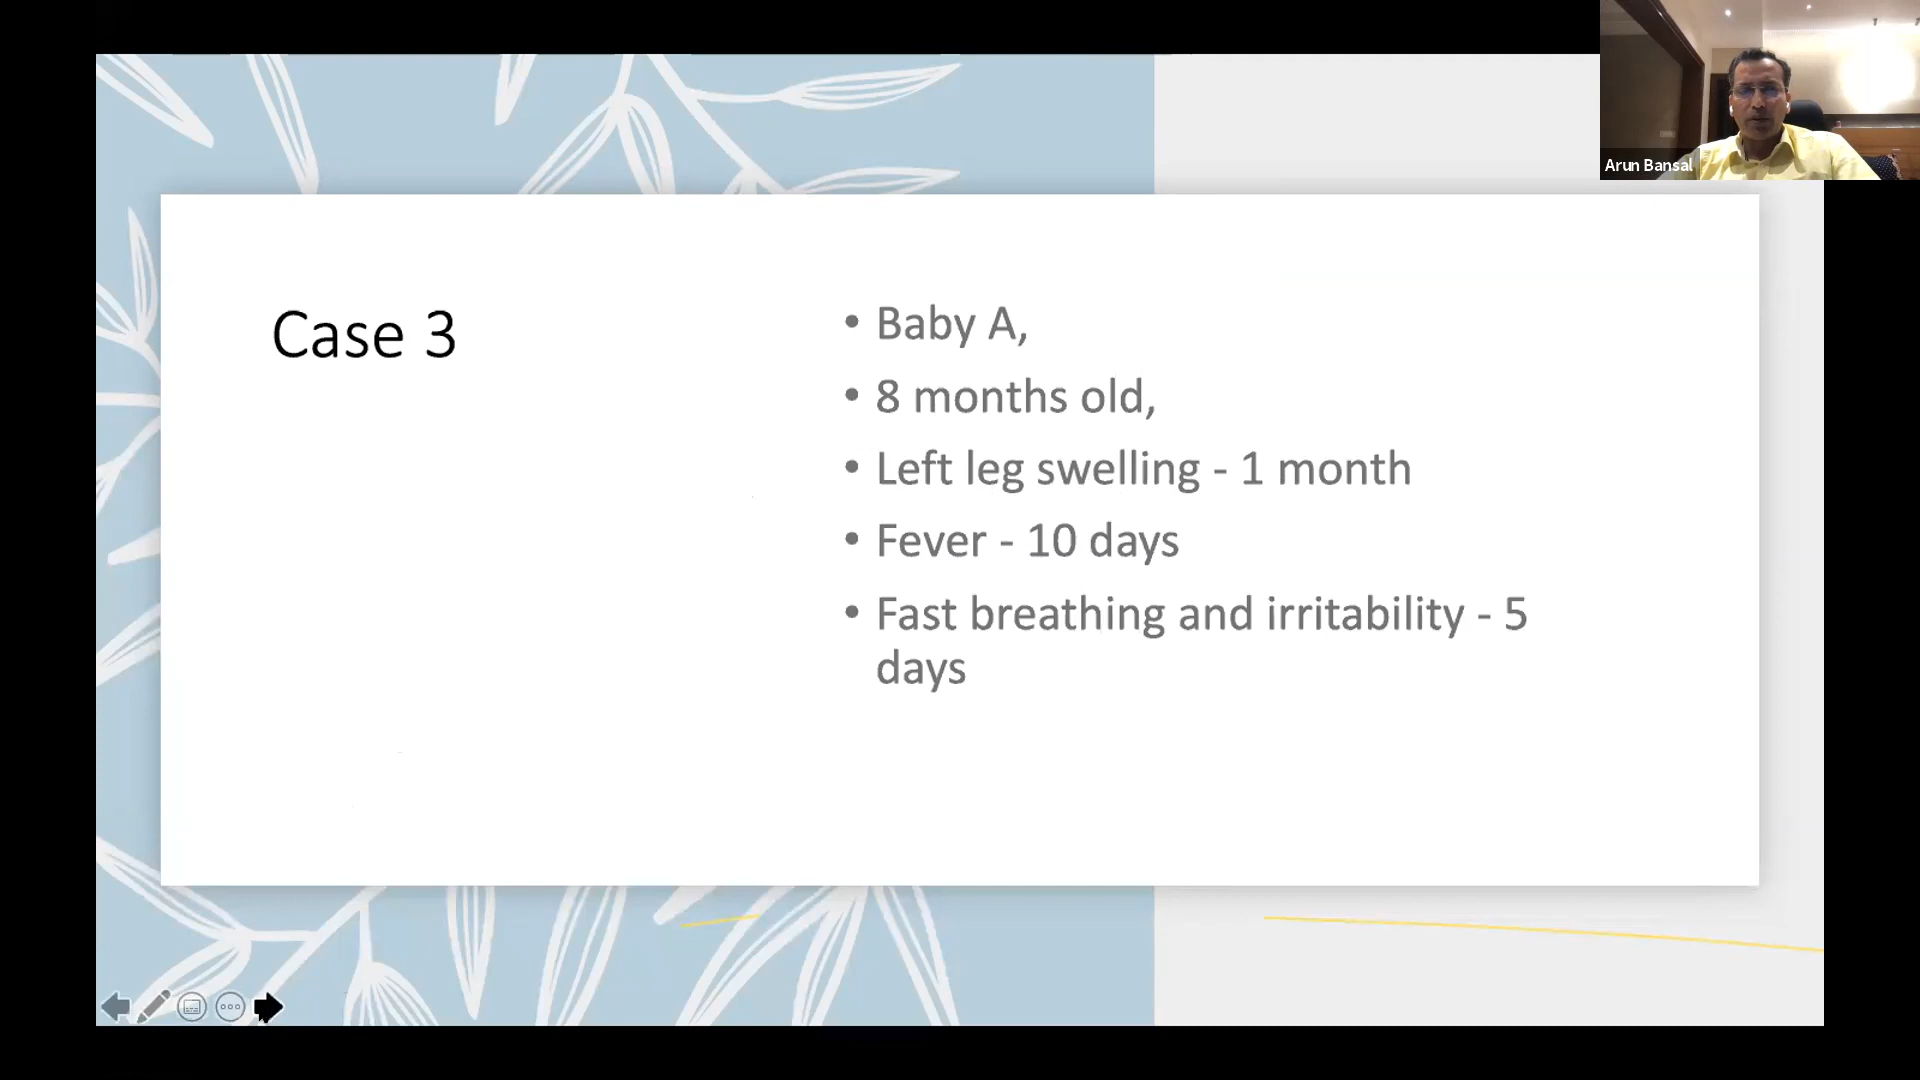 Arun Bansal
Case 3
• Baby A,
• 8 months old,
• Left leg swelling - 1 month
• Fever - 10 days
• Fast breathing and irritability - 5
days